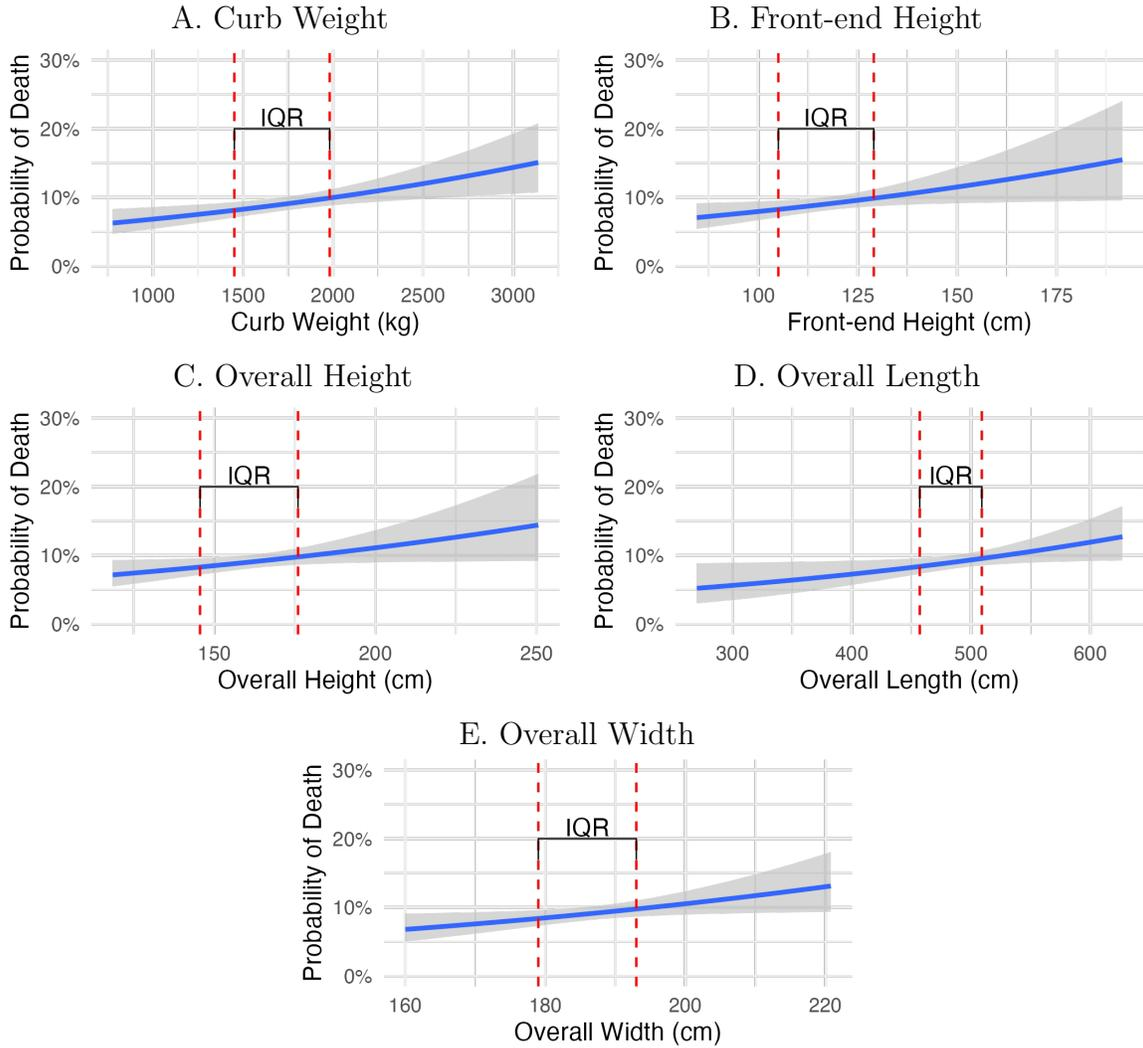 A. Curb Weight
30%
20%
10%
0%
Probability of Death
IQR
1000 1500 2000 2500 3000
Curb Weight (kg)
B. Front-end Height
30%
20%
10%
0%
Probability of Death
IQR
100 125 150 175
Front-end Height (cm)
C. Overall Height
30%
20%
10%
0%
Probability of Death
IQR
150 200 250
Overall Height (cm)
D. Overall Length
30%
20%
10%
0%
Probability of Death
IQR
300 400 500 600
Overall Length (cm)
E. Overall Width
30%
20%
10%
0%
Probability of Death
IQR
160 180 200 220
Overall Width (cm)